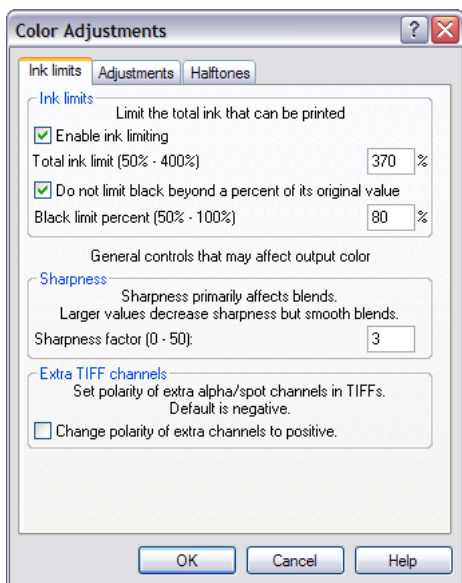 Color Adjustments
Ink limits Adjustments Halftones
Ink limits
Limit the total ink that can be printed
Enable ink limiting
Total ink limit (50% - 400%) 370 %
Do not limit black beyond a percent of its original value
Black limit percent (50% - 100%) 80 %
General controls that may affect output color
Sharpness
Sharpness primarily affects blends.
Larger values decrease sharpness but smooth blends.
Sharpness factor (0 - 50): 3
Extra TIFF channels
Set polarity of extra alpha/spot channels in TIFFs.
Default is negative.
Change polarity of extra channels to positive.
OK Cancel Help